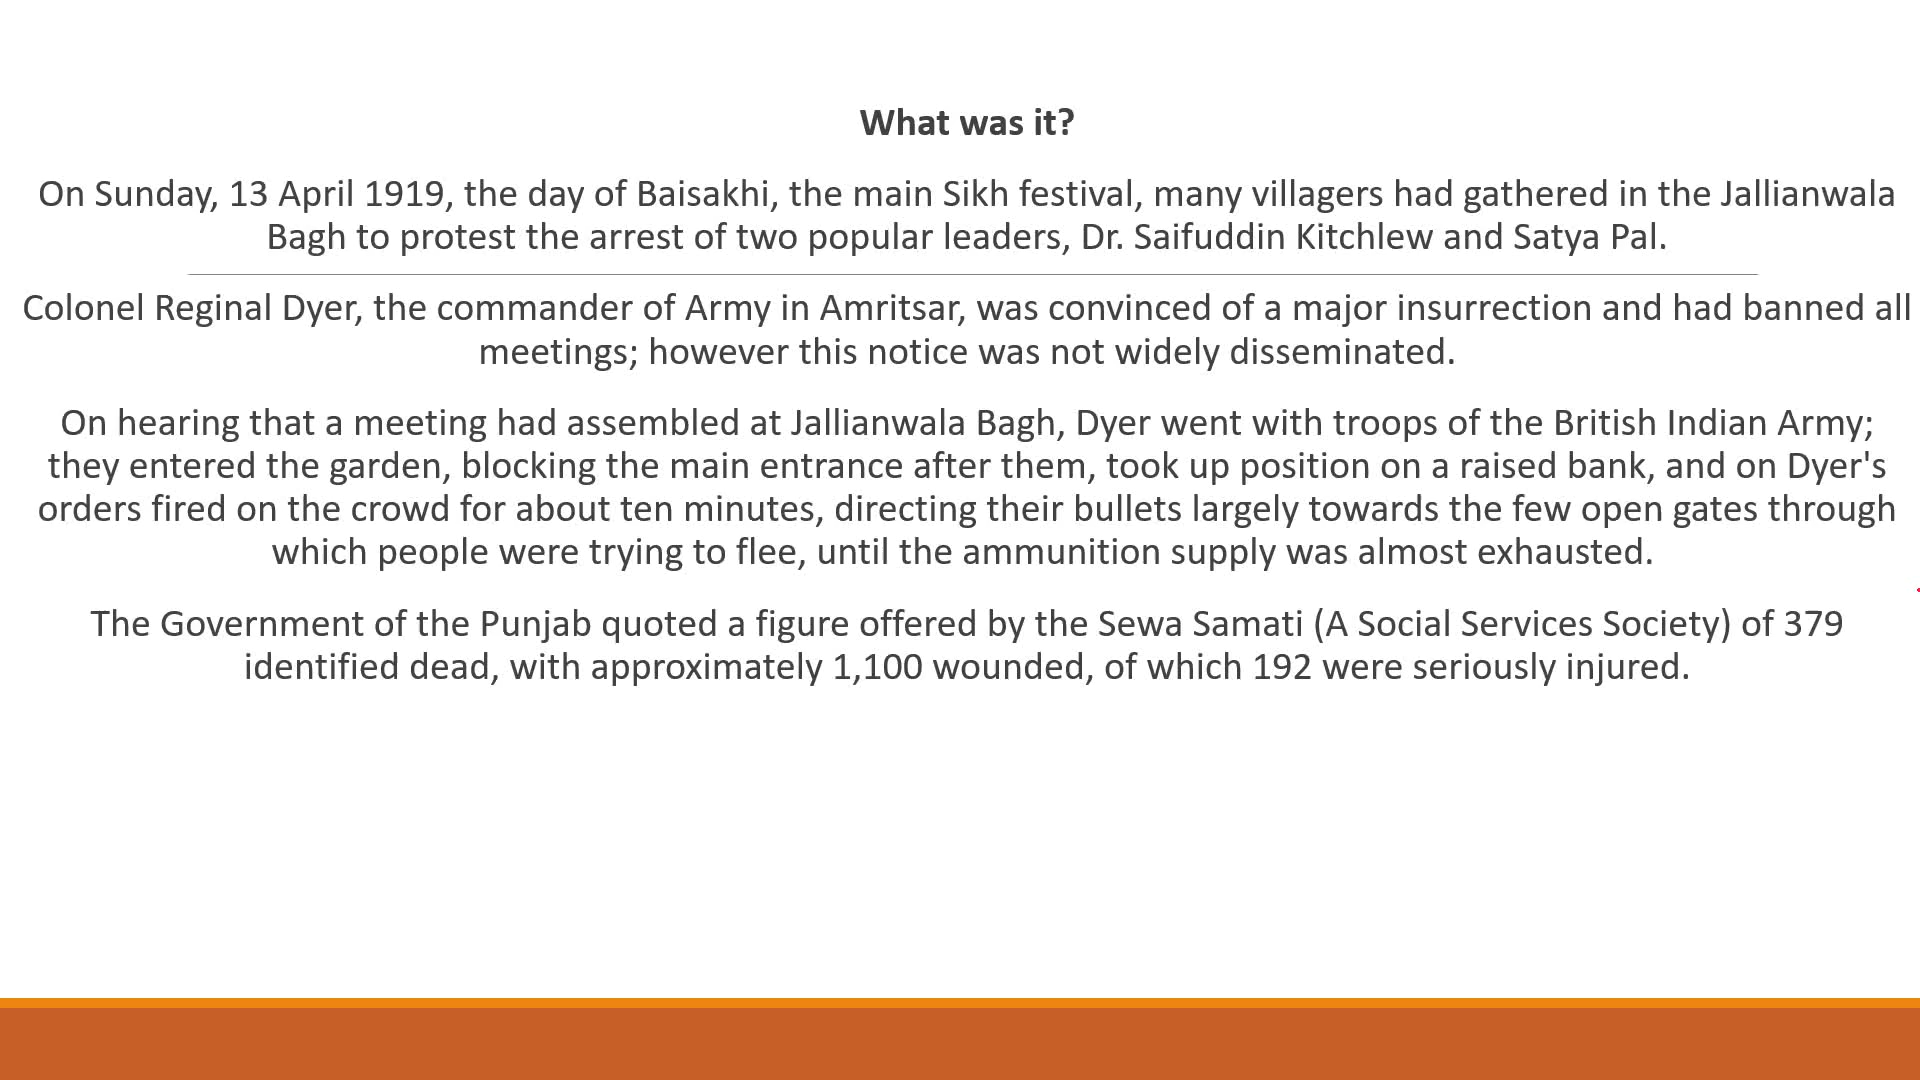 What was it?
On Sunday, 13 April 1919, the day of Baisakhi, the main Sikh festival, many villagers had gathered in the Jallianwala
Bagh to protest the arrest of two popular leaders, Dr. Saifuddin Kitchlew and Satya Pal.
Colonel Reginal Dyer, the commander of Army in Amritsar, was convinced of a major insurrection and had banned all
meetings; however this notice was not widely disseminated.
On hearing that a meeting had assembled at Jallianwala Bagh, Dyer went with troops of the British Indian Army;
they entered the garden, blocking the main entrance after them, took up position on a raised bank, and on Dyer's
orders fired on the crowd for about ten minutes, directing their bullets largely towards the few open gates through
which people were trying to flee, until the ammunition supply was almost exhausted.
The Government of the Punjab quoted a figure offered by the Sewa Samati (A Social Services Society) of 379
identified dead, with approximately 1,100 wounded, of which 192 were seriously injured.